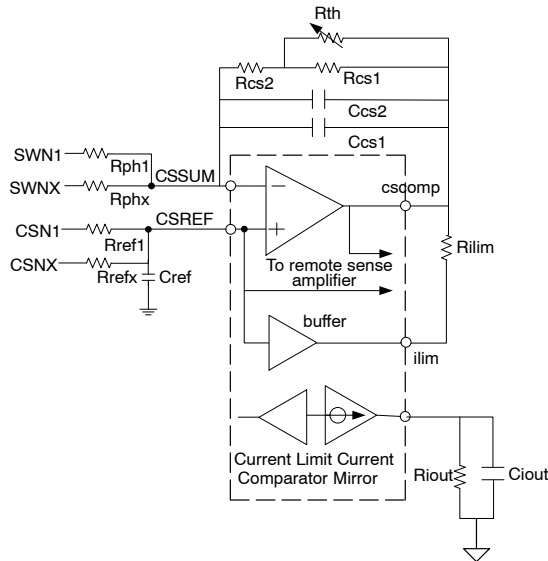 Rth
Rcs2
Rcs1
Ccs2
Ccs1
SWN1
Rph1
SWNX
Rphx
CSSUM
cscomp
CSN1
Rref1
CSREF
CSNX
Rrefx
Cref
Rilim
To remote sense
amplifier
buffer
ilim
Current Limit Current
Comparator Mirror
Riout
Ciout